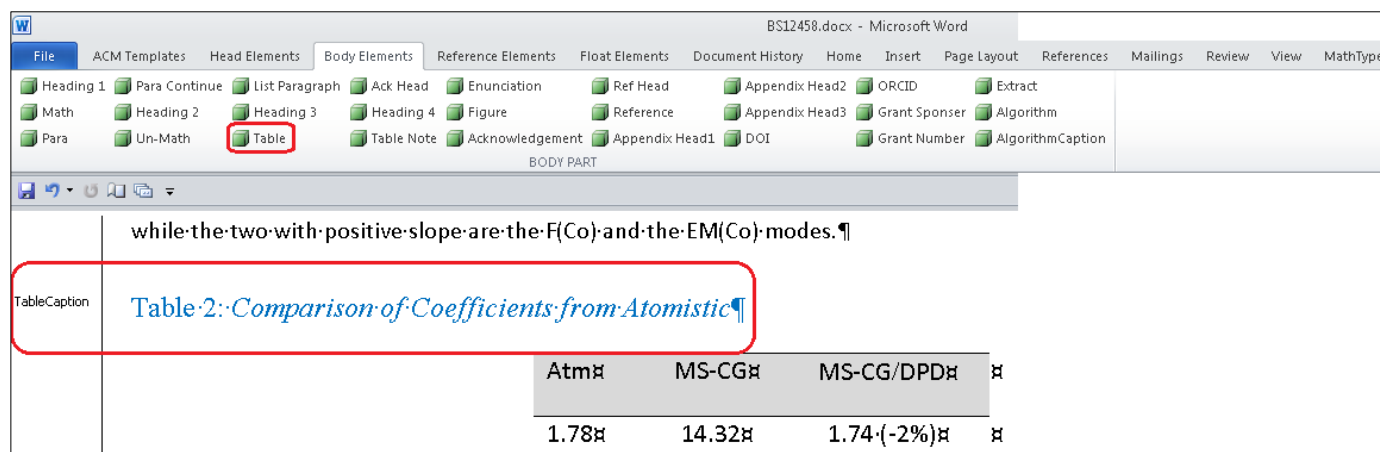 W
BS12458.docx - Microsoft Word
File ACM Templates Head Elements Body Elements Reference Elements Float Elements Document History Home Insert Page Layout References Mailings Review View MathType
Heading 1 Para Continue List Paragraph Ack Head Enunciation Ref Head Appendix Head2 ORCID Extract
Math Heading 2 Heading 3 Heading 4 Figure Reference Appendix Head3 Grant Sponser Algorithm
Para Un-Math Table Table Note Acknowledgement Appendix Head1 DOI Grant Number AlgorithmCaption
BODY PART
while·the·two·with·positive·slope·are·the·F(Co)·and·the·EM(Co)·modes.¶
TableCaption Table·2:·Comparison·of·Coefficients·from·Atomistic¶
Atm¤ MS-CG¤ MS-CG/DPD¤ ¤
1.78¤ 14.32¤ 1.74·(-2%)¤ ¤